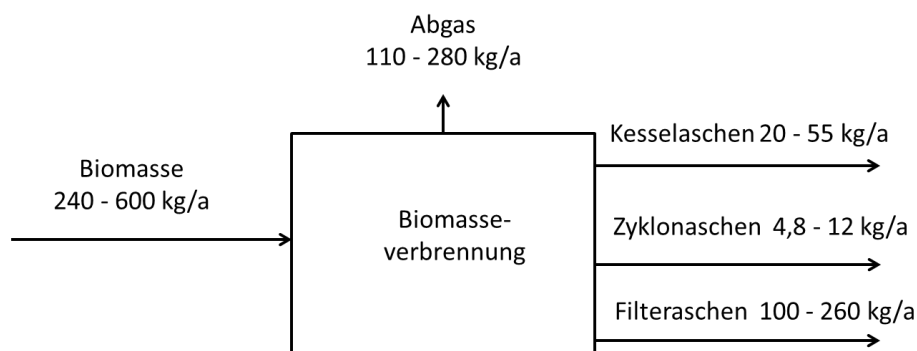 Abgas
110 - 280 kg/a
Kesselaschen 20 - 55 kg/a
Biomasse
240 - 600 kg/a
Biomasse-
verbrennung
Zyklonaschen 4,8 - 12 kg/a
Filteraschen 100 - 260 kg/a